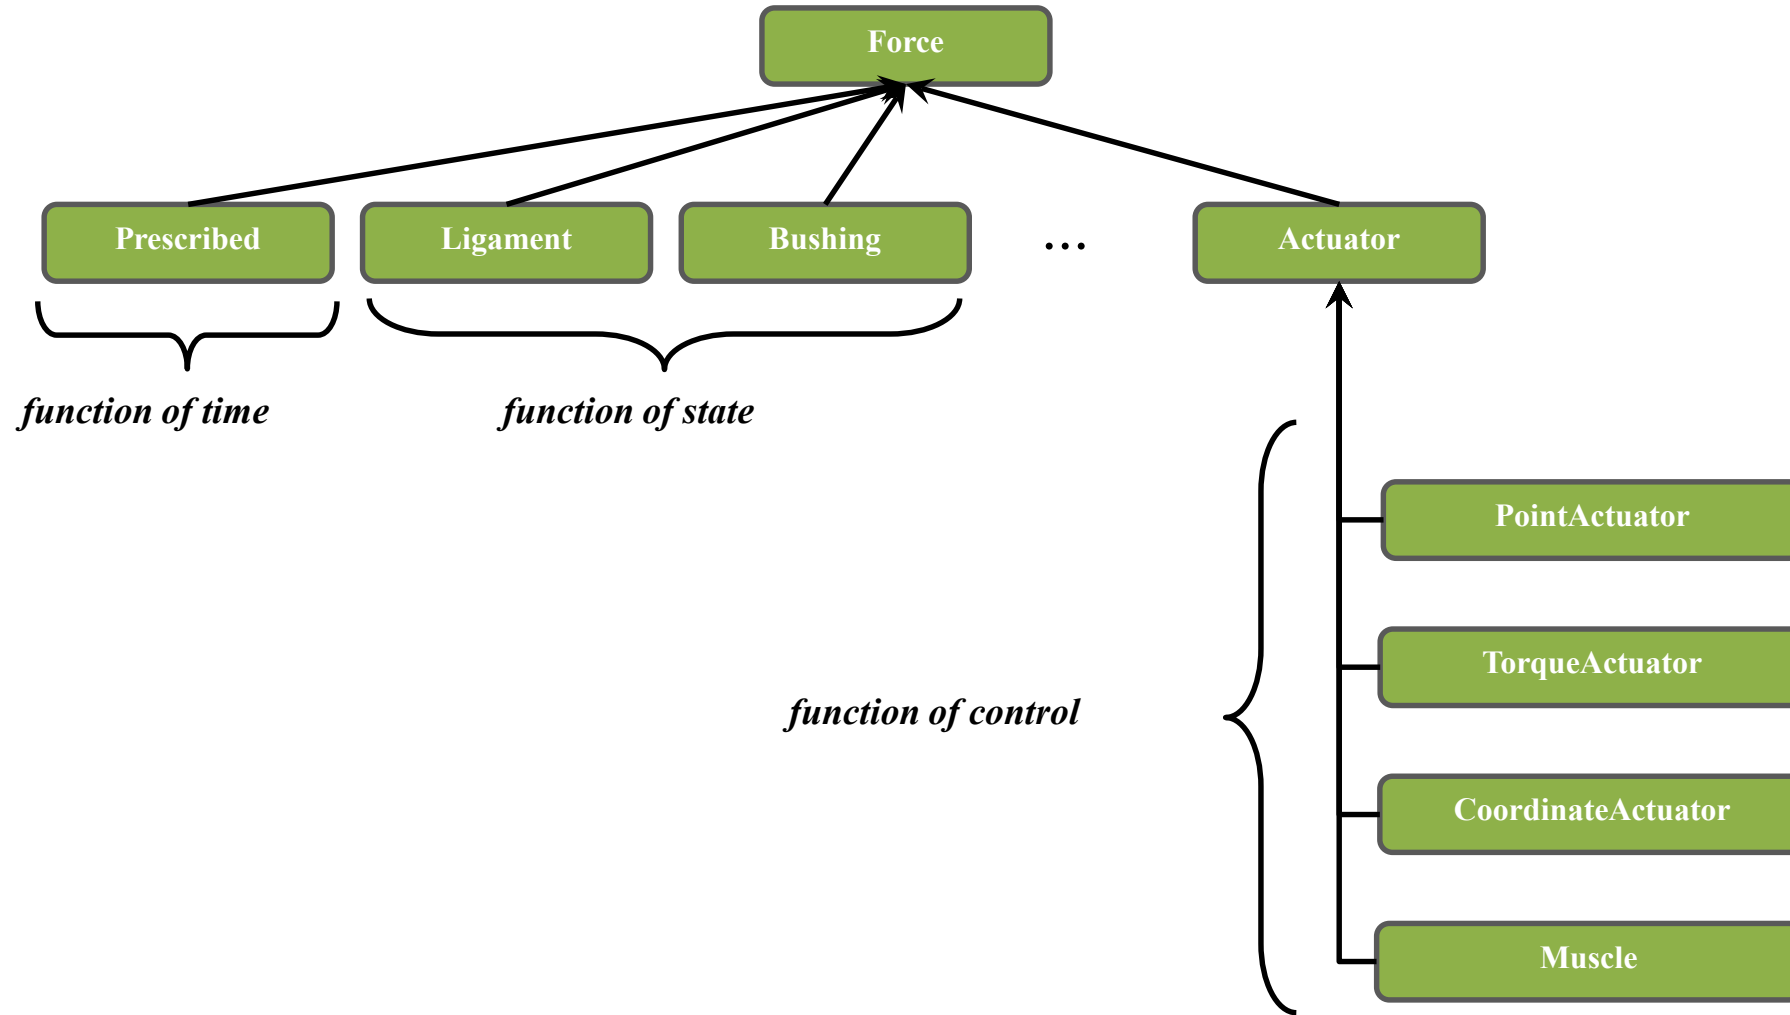 Force
Prescribed
Ligament
Bushing
...
Actuator
function of time
function of state
PointActuator
TorqueActuator
function of control
CoordinateActuator
Muscle